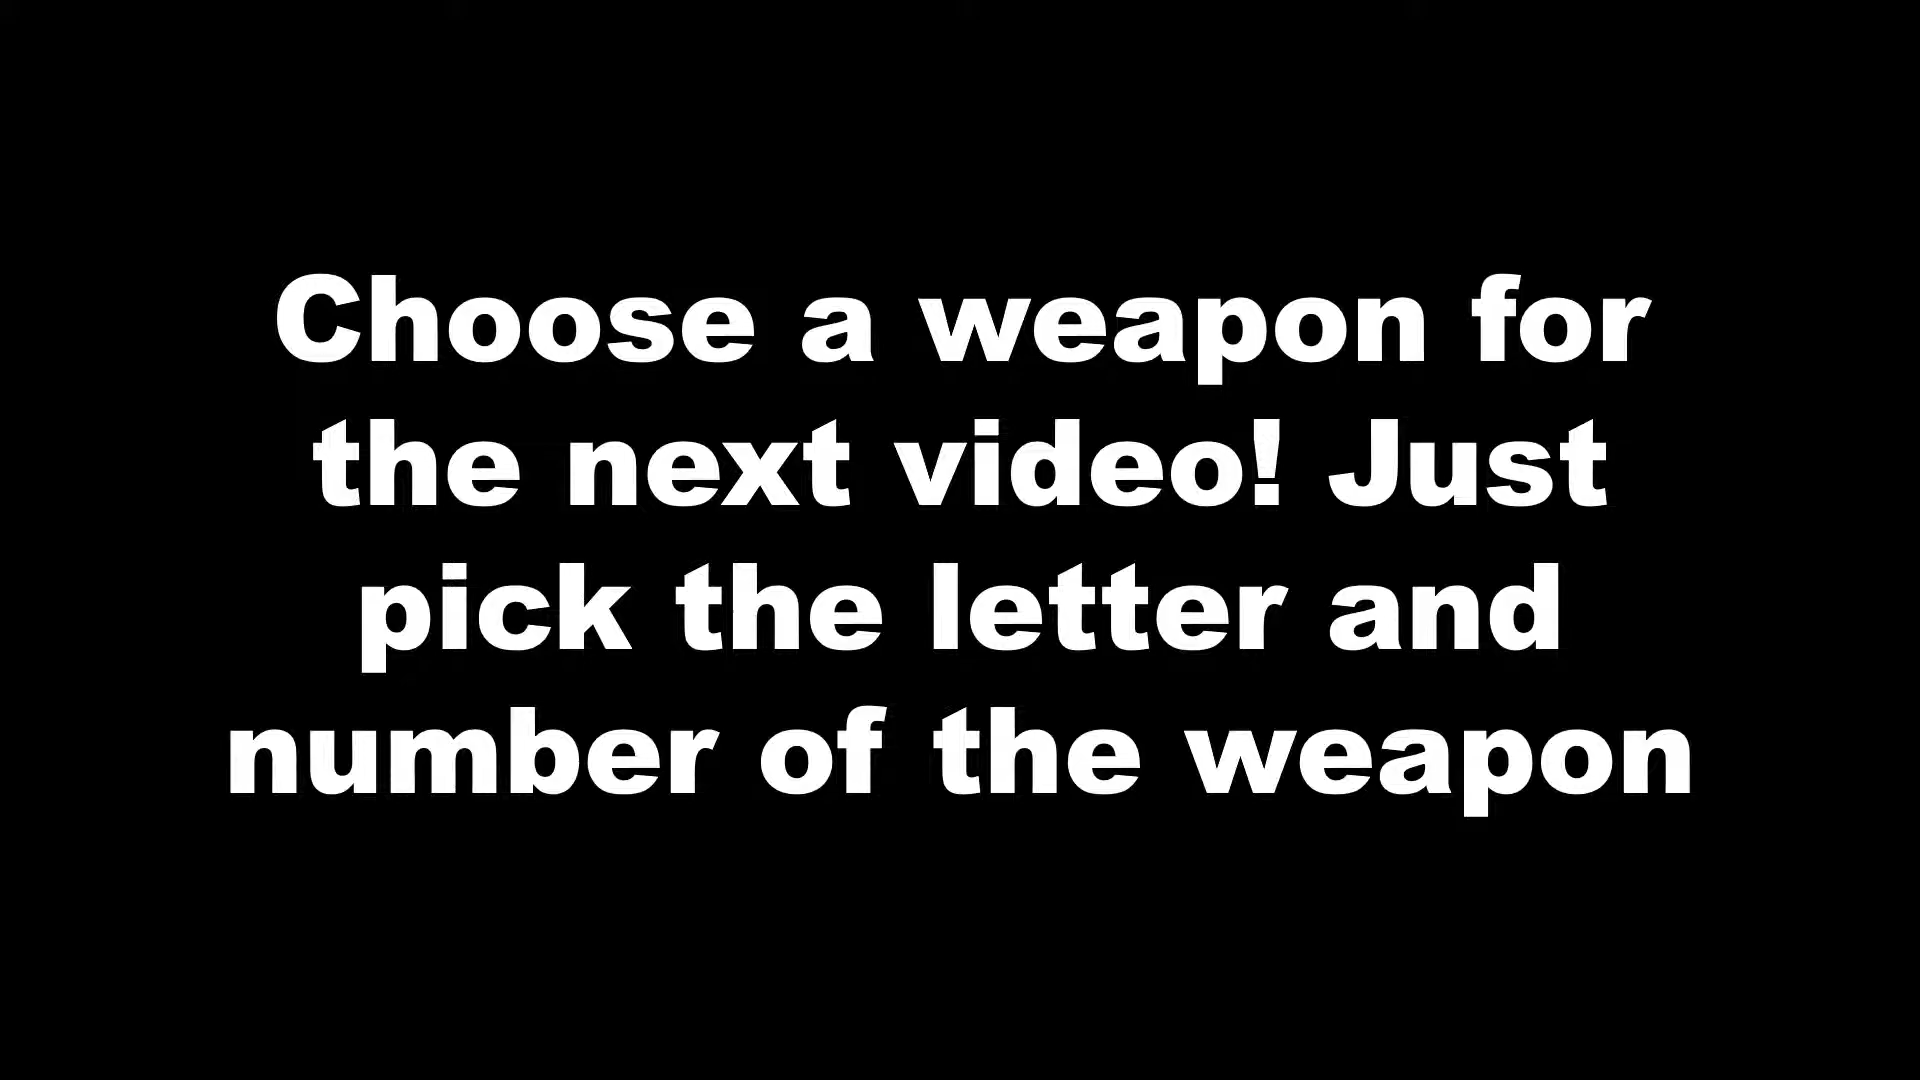 Choose a weapon for
the next video! Just
pick the letter and
number of the weapon